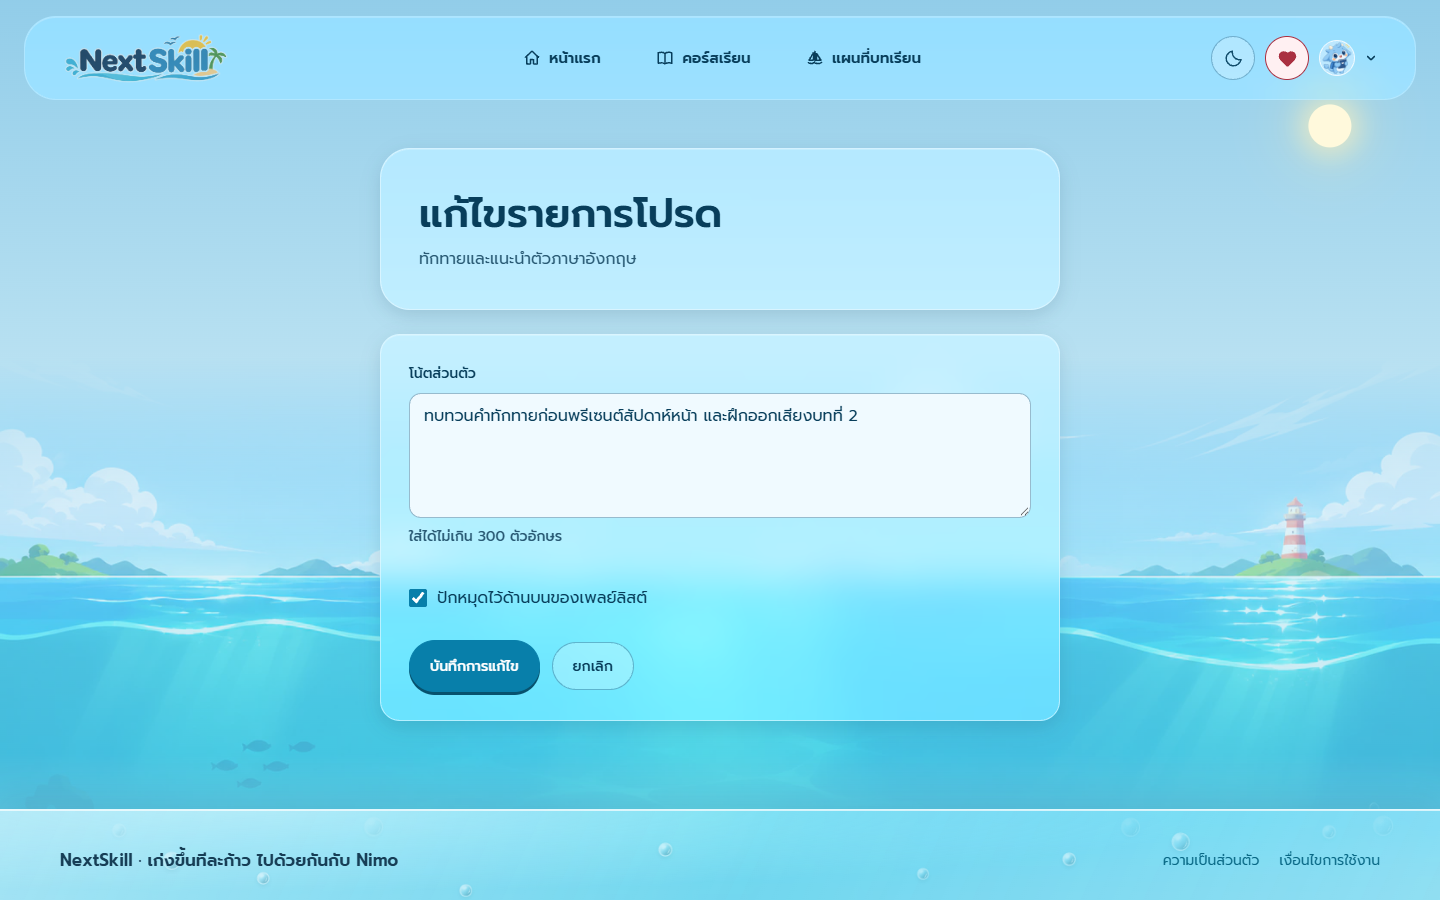 NextSkill
หน้าแรก
คอร์สเรียน
แผนที่บทเรียน
แก้ไขรายการโปรด
ทักทายและแนะนำตัวภาษาอังกฤษ
โน้ตส่วนตัว
ทบทวนคำทักทายก่อนพรีเซนต์สัปดาห์หน้า และฝึกออกเสียงบทที่ 2
ใส่ได้ไม่เกิน 300 ตัวอักษร
ปักหมุดไว้ด้านบนของเพลย์ลิสต์
บันทึกการแก้ไข
ยกเลิก
NextSkill · เก่งขึ้นทีละก้าว ไปด้วยกันกับ Nimo
ความเป็นส่วนตัว
เงื่อนไขการใช้งาน